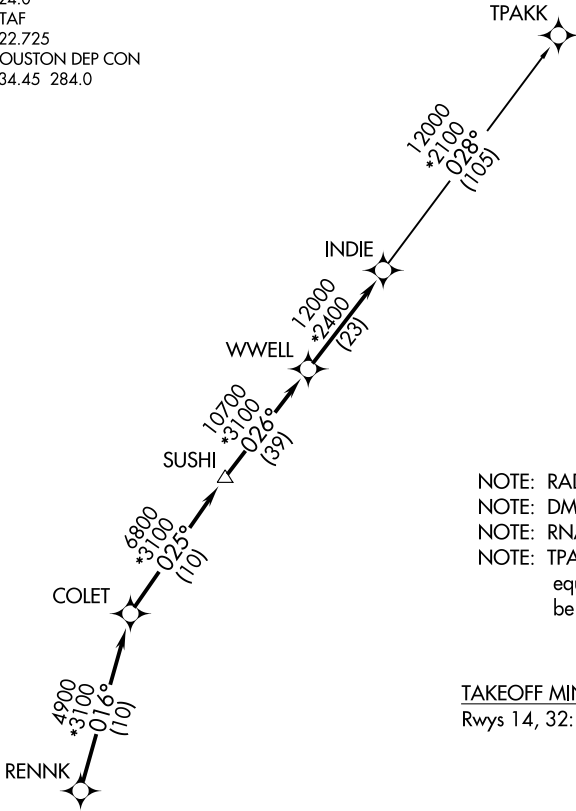 24.0
TAF
22.725
OUSTON DEP CON
34.45 284.0
TPAKK
12000
*2100
028°
(105)
INDIE
12000
*2400
(23)
WWELL
10700
*3100
026°
(39)
SUSHI
6800
*3100
025°
(10)
COLET
4900
*3100
016°
(10)
RENNK
NOTE: RAD
NOTE: DM
NOTE: RNA
NOTE: TPA
equ
be
TAKEOFF MIN
Rwys 14, 32: